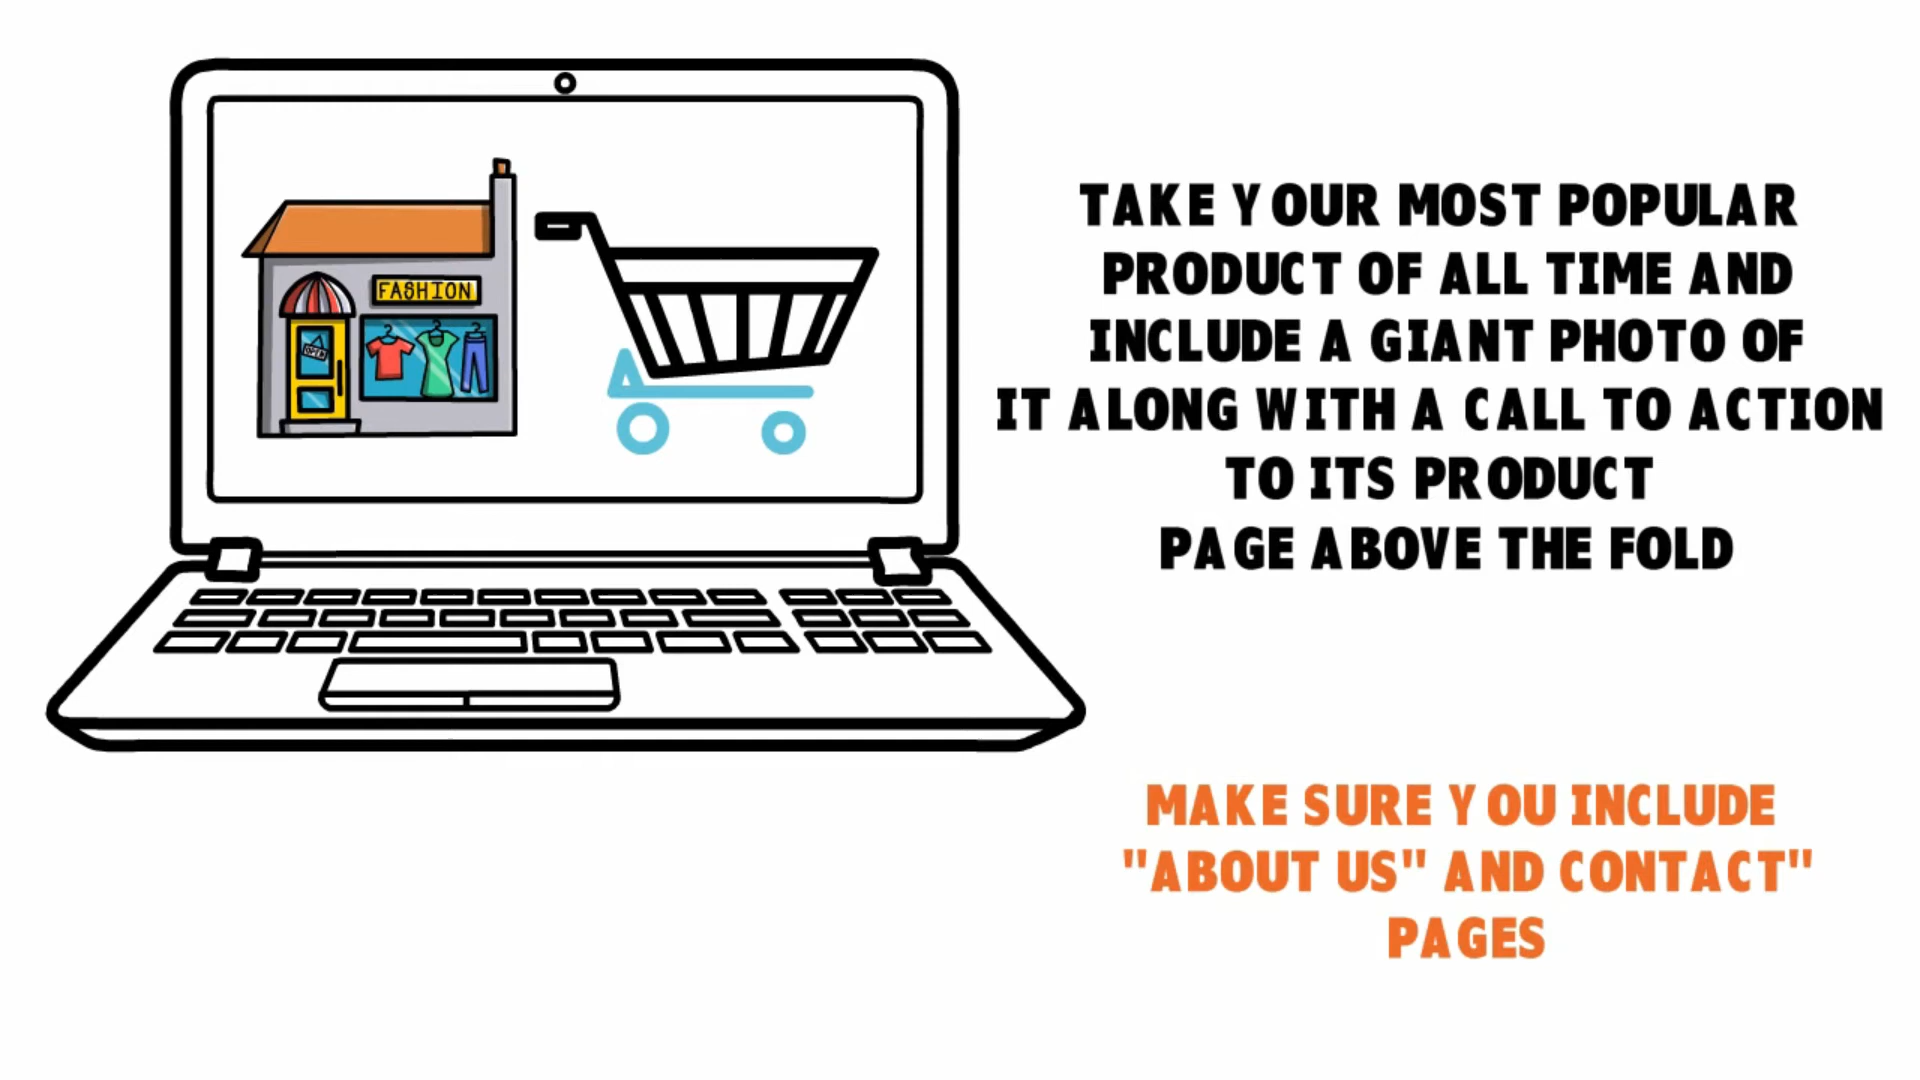 FASHION
OPEN
TAKE YOUR MOST POPULAR
PRODUCT OF ALL TIME AND
INCLUDE A GIANT PHOTO OF
IT ALONG WITH A CALL TO ACTION
TO ITS PRODUCT
PAGE ABOVE THE FOLD
MAKE SURE YOU INCLUDE
"ABOUT US" AND CONTACT"
PAGES